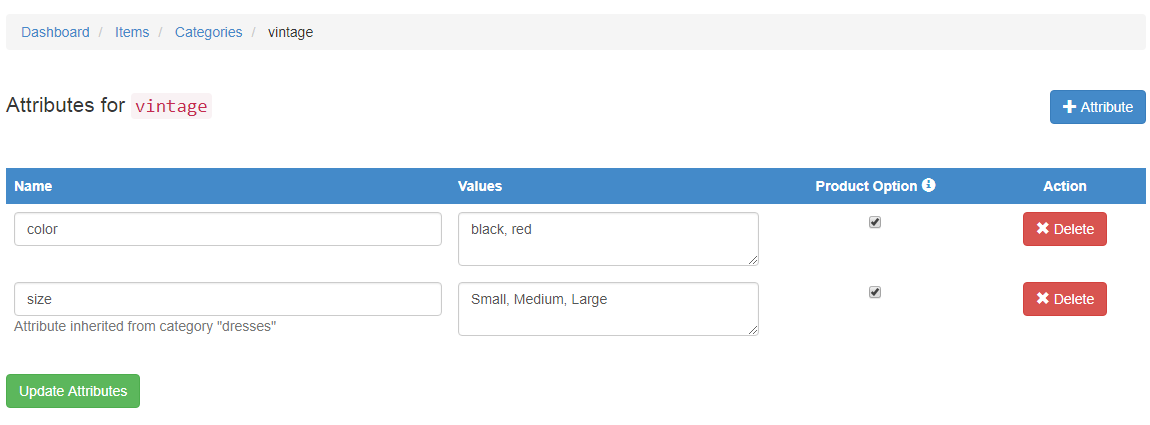 Dashboard / Items / Categories / vintage
Attributes for vintage
Attribute
Name Values Product Option Action
color black, red Delete
size Small, Medium, Large Delete
Attribute inherited from category "dresses"
Update Attributes